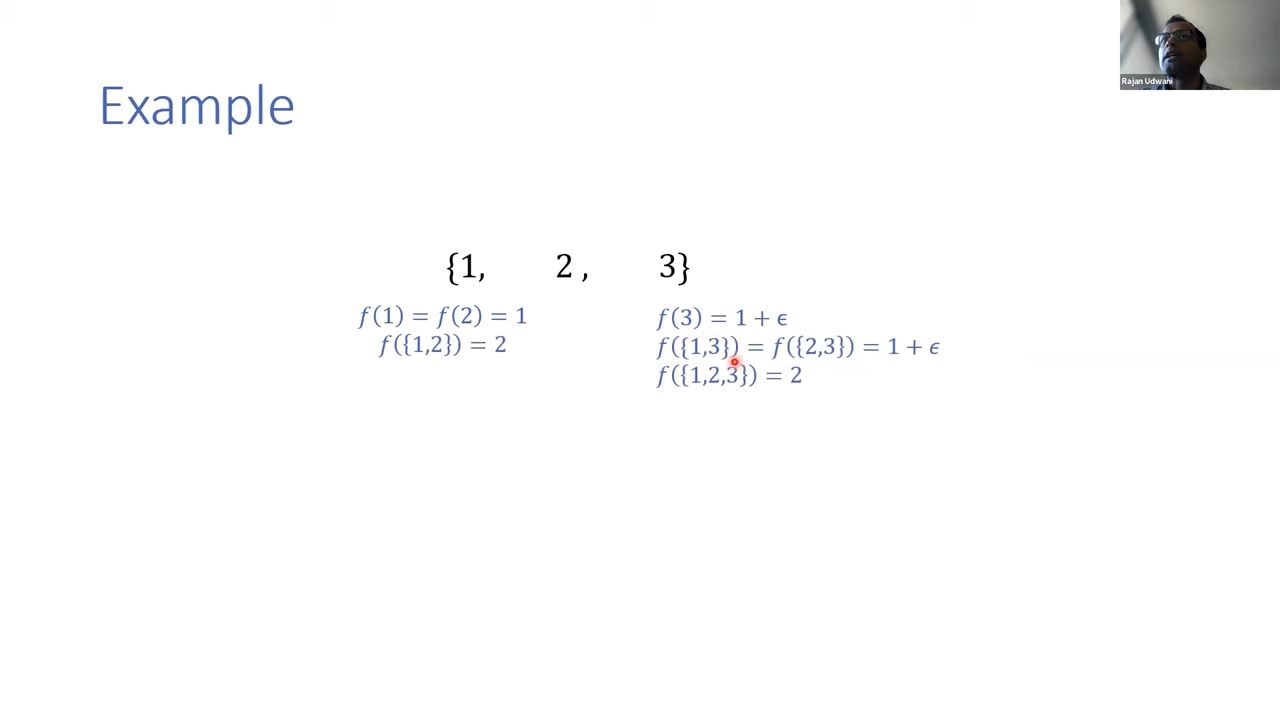 Rajan Udwani
Example
{1, 2 , 3}
f(1) = f(2) = 1
f({1,2}) = 2
f(3) = 1 + ϵ
f({1,3}) = f({2,3}) = 1 + ϵ
f({1,2,3}) = 2